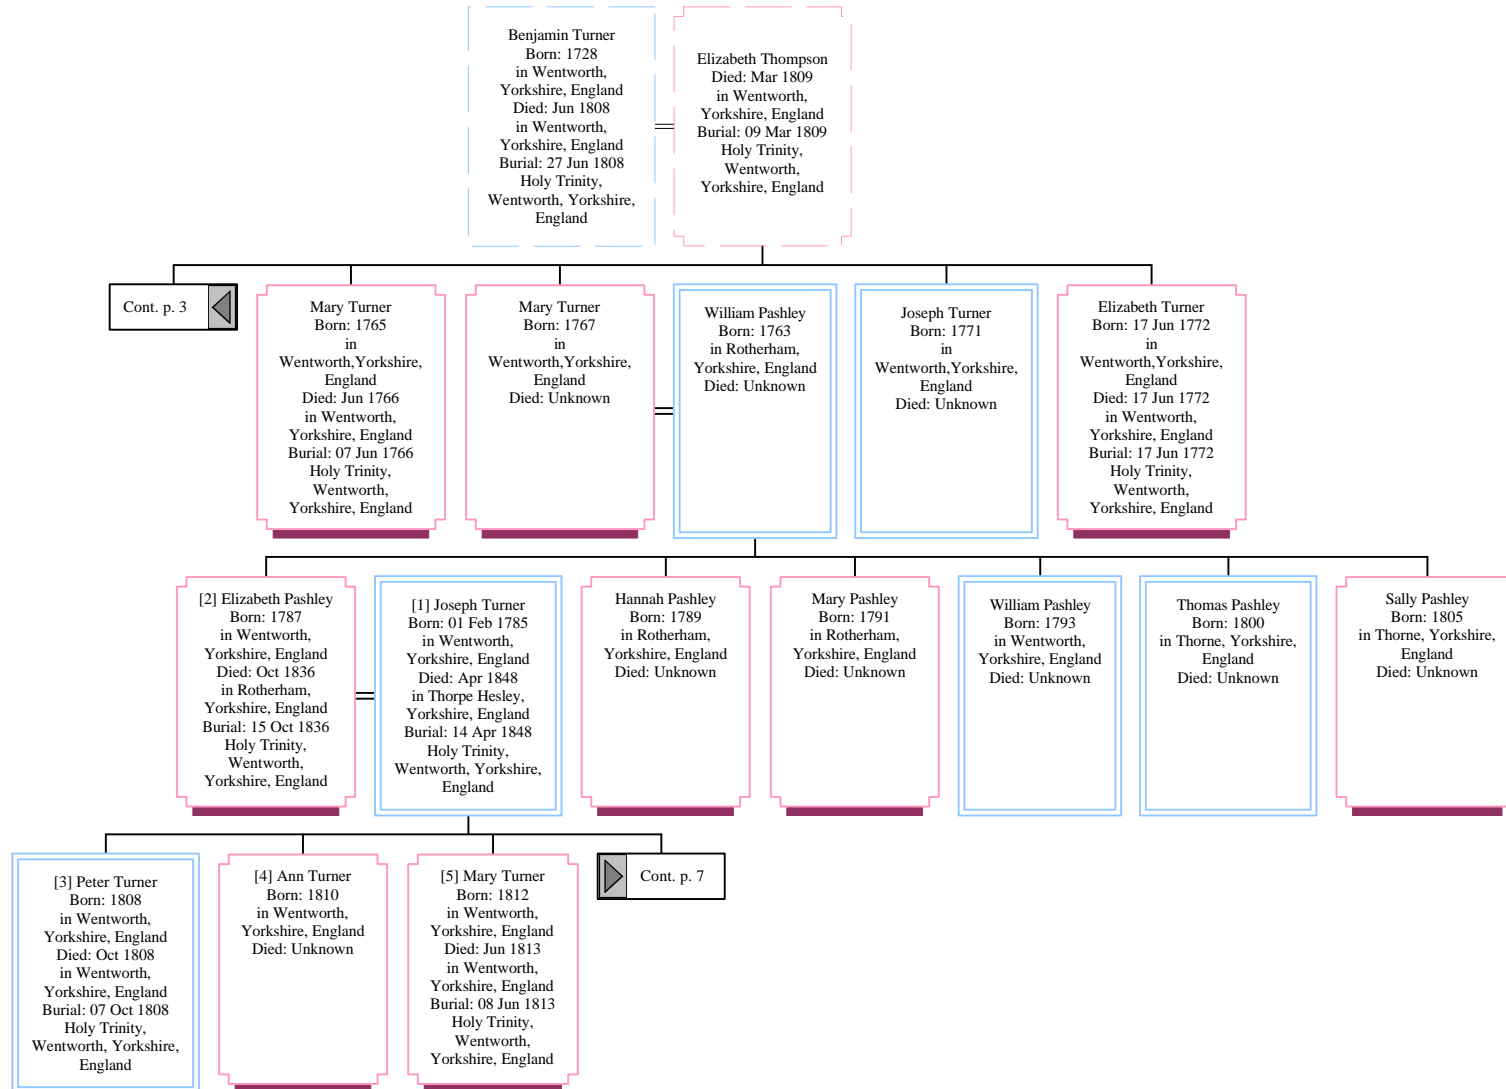 Benjamin Turner
Born: 1728
in Wentworth,
Yorkshire, England
Died: Jun 1808
in Wentworth,
Yorkshire, England
Burial: 27 Jun 1808
Holy Trinity,
Wentworth, Yorkshire,
England
Elizabeth Thompson
Died: Mar 1809
in Wentworth,
Yorkshire, England
Burial: 09 Mar 1809
Holy Trinity,
Wentworth,
Yorkshire, England
Cont. p. 3
Mary Turner
Born: 1765
in
Wentworth,Yorkshire,
England
Died: Jun 1766
in Wentworth,
Yorkshire, England
Burial: 07 Jun 1766
Holy Trinity,
Wentworth,
Yorkshire, England
Mary Turner
Born: 1767
in
Wentworth,Yorkshire,
England
Died: Unknown
William Pashley
Born: 1763
in Rotherham,
Yorkshire, England
Died: Unknown
Joseph Turner
Born: 1771
in
Wentworth,Yorkshire,
England
Died: Unknown
Elizabeth Turner
Born: 17 Jun 1772
in
Wentworth,Yorkshire,
England
Died: 17 Jun 1772
in Wentworth,
Yorkshire, England
Burial: 17 Jun 1772
Holy Trinity,
Wentworth,
Yorkshire, England
[2] Elizabeth Pashley
Born: 1787
in Wentworth,
Yorkshire, England
Died: Oct 1836
in Rotherham,
Yorkshire, England
Burial: 15 Oct 1836
Holy Trinity,
Wentworth,
Yorkshire, England
[1] Joseph Turner
Born: 01 Feb 1785
in Wentworth,
Yorkshire, England
Died: Apr 1848
in Thorpe Hesley,
Yorkshire, England
Burial: 14 Apr 1848
Holy Trinity,
Wentworth, Yorkshire,
England
Hannah Pashley
Born: 1789
in Rotherham,
Yorkshire, England
Died: Unknown
Mary Pashley
Born: 1791
in Rotherham,
Yorkshire, England
Died: Unknown
William Pashley
Born: 1793
in Wentworth,
Yorkshire, England
Died: Unknown
Thomas Pashley
Born: 1800
in Thorne, Yorkshire,
England
Died: Unknown
Sally Pashley
Born: 1805
in Thorne, Yorkshire,
England
Died: Unknown
[3] Peter Turner
Born: 1808
in Wentworth,
Yorkshire, England
Died: Oct 1808
in Wentworth,
Yorkshire, England
Burial: 07 Oct 1808
Holy Trinity,
Wentworth, Yorkshire,
England
[4] Ann Turner
Born: 1810
in Wentworth,
Yorkshire, England
Died: Unknown
[5] Mary Turner
Born: 1812
in Wentworth,
Yorkshire, England
Died: Jun 1813
in Wentworth,
Yorkshire, England
Burial: 08 Jun 1813
Holy Trinity,
Wentworth,
Yorkshire, England
Cont. p. 7